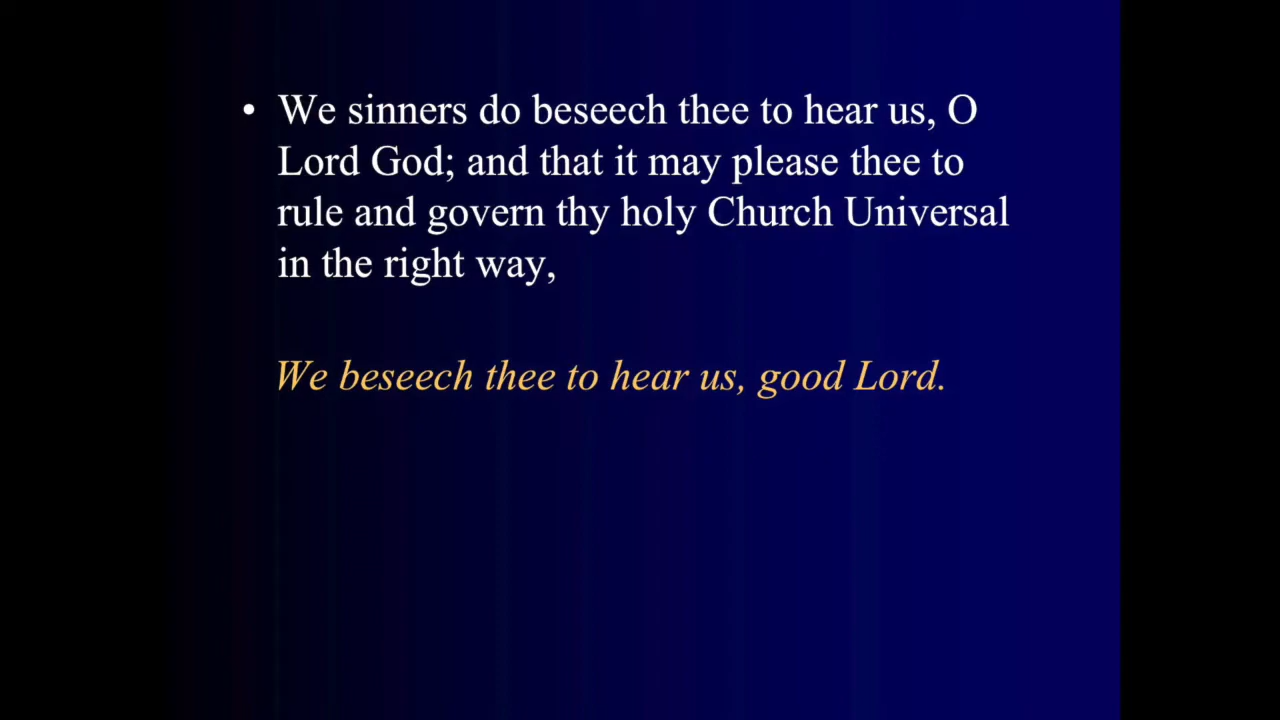 • We sinners do beseech thee to hear us, O
Lord God; and that it may please thee to
rule and govern thy holy Church Universal
in the right way,
We beseech thee to hear us, good Lord.